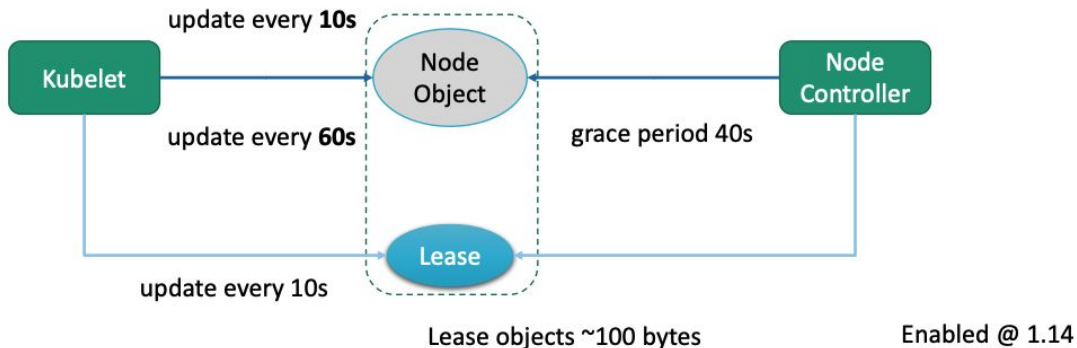 update every 10s
Kubelet
Node
Object
Node
Controller
update every 60s
grace period 40s
Lease
update every 10s
Lease objects ~100 bytes
Enabled @ 1.14